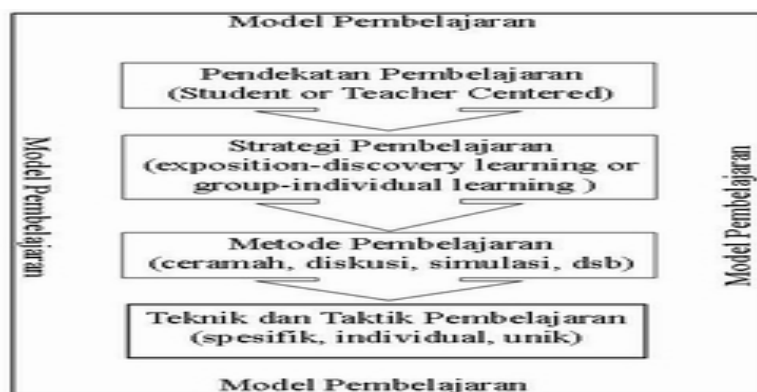 Model Pembelajaran
Pendekatan Pembelajaran
(Student or Teacher Centered)
Strategi Pembelajaran
(exposition-discovery learning or
group-individual learning )
Metode Pembelajaran
(ceramah, diskusi, simulasi, dsb)
Teknik dan Taktik Pembelajaran
(spesifik, individual, unik)
Model Pembelajaran
Model Pembelajaran
Model Pembelajaran